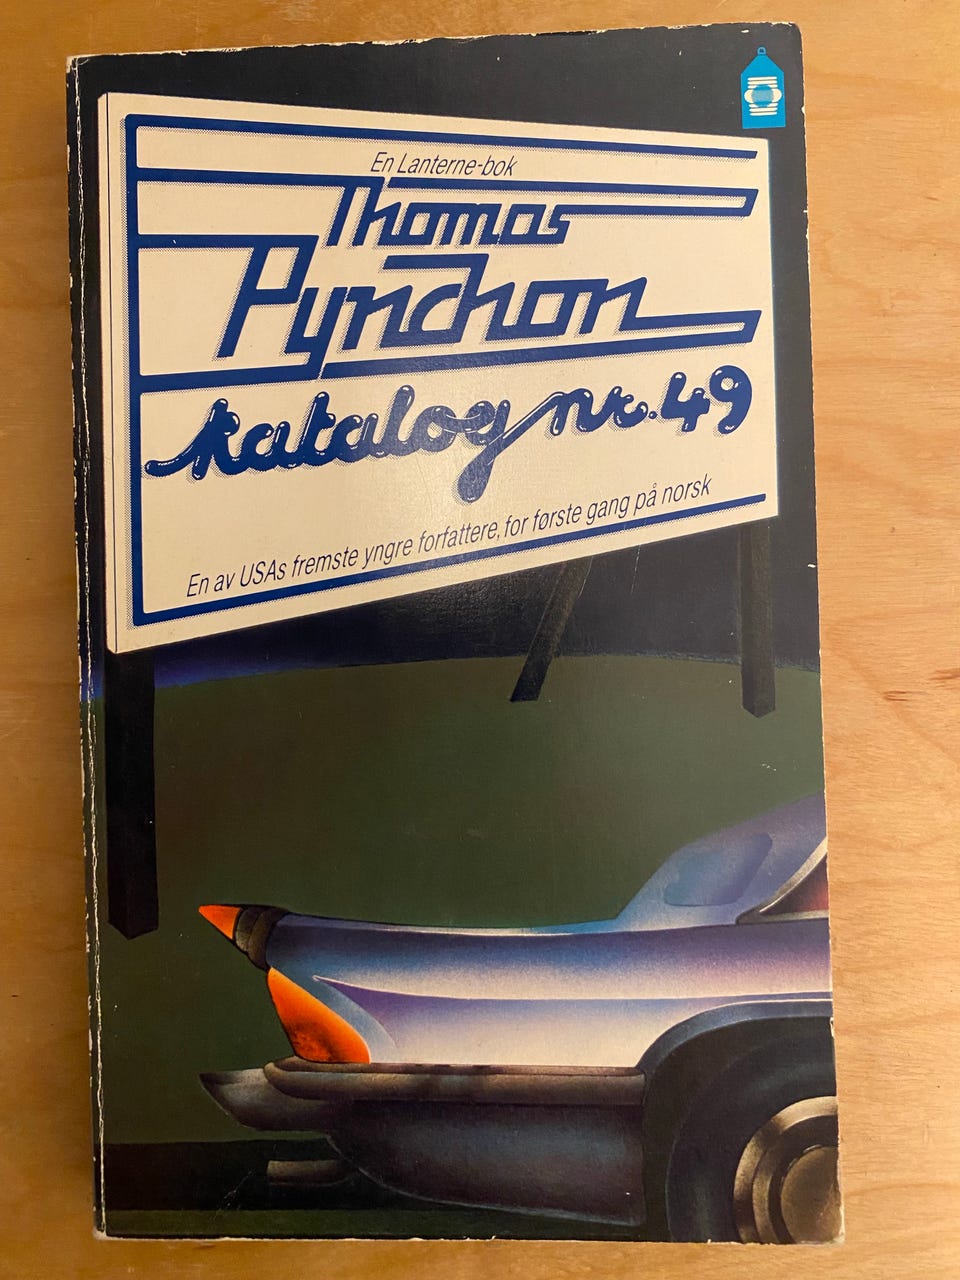 En Lanterne-bok
Thomas
Pynchon
katalog nr. 49
En av USAs fremste yngre forfattere, for første gang på norsk